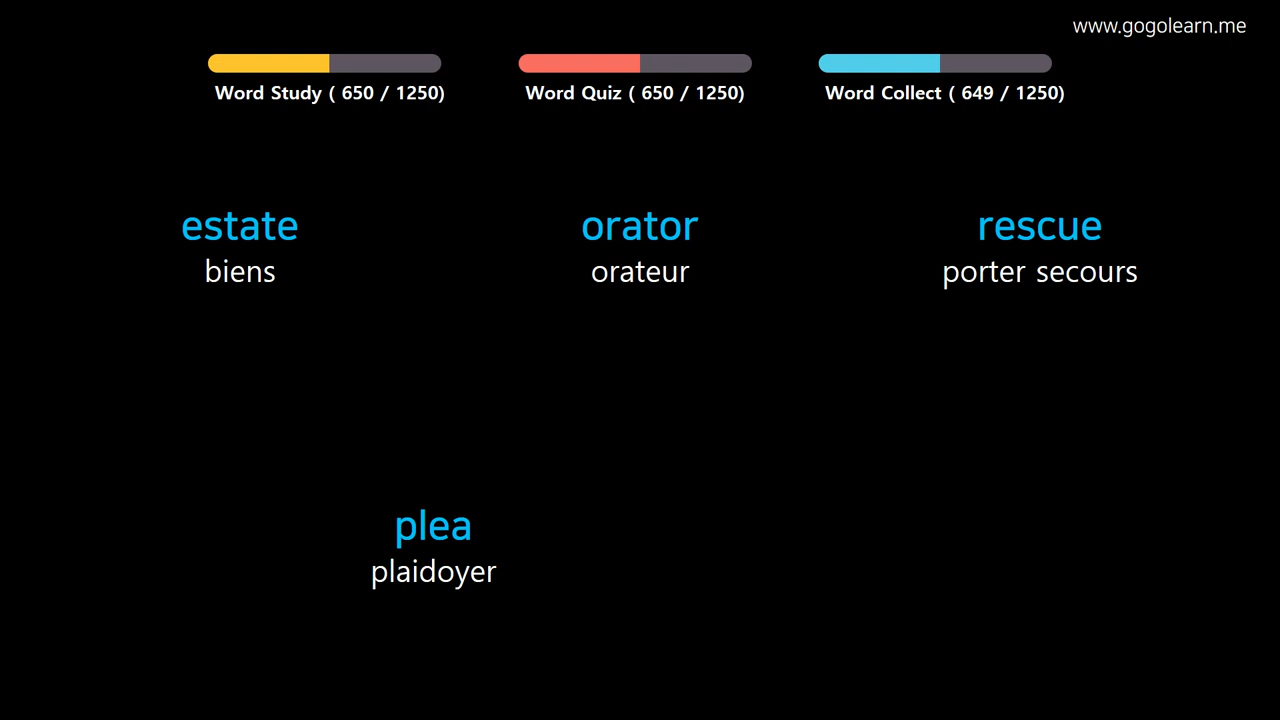 www.gogolearn.me
Word Study ( 650 / 1250)
Word Quiz ( 650 / 1250)
Word Collect ( 649 / 1250)
estate
biens
orator
orateur
rescue
porter secours
plea
plaidoyer